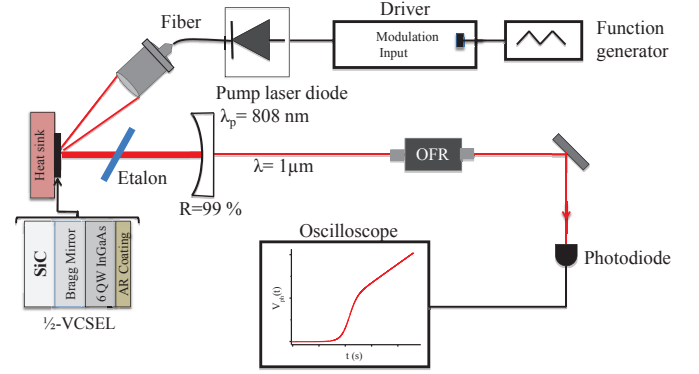 Fiber
Driver
Modulation
Input
Function
generator
Pump laser diode
λp= 808 nm
Heat sink
Etalon
λ= 1µm
OFR
R=99 %
SiC
Bragg Mirror
6 QW InGaAs
AR Coating
½-VCSEL
Oscilloscope
Vph(t)
t (s)
Photodiode